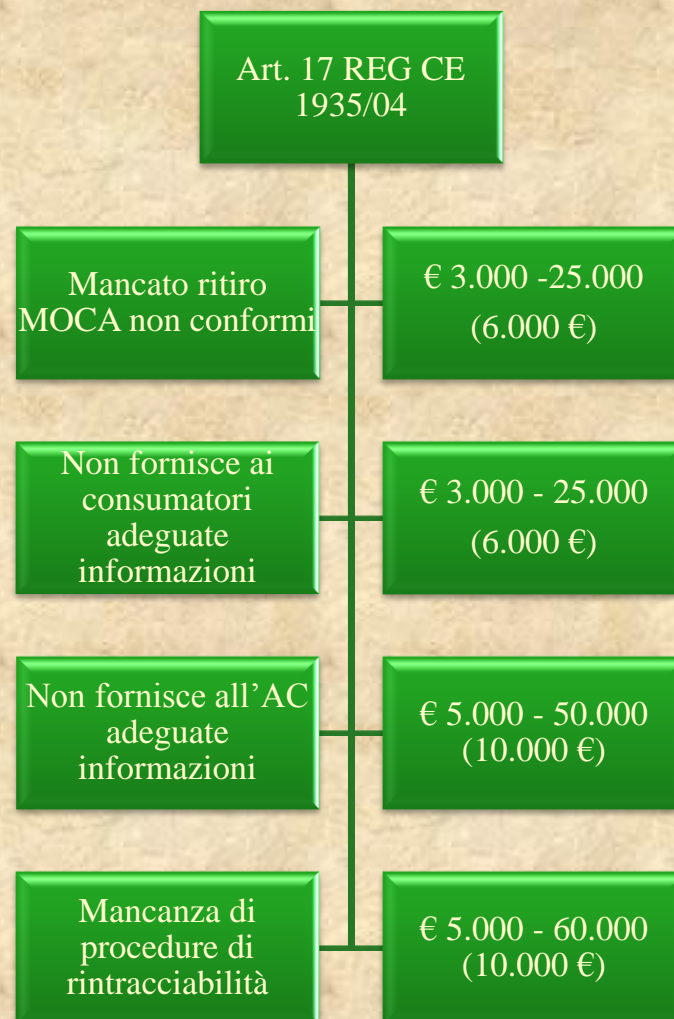 Art. 17 REG CE
1935/04
Mancato ritiro
MOCA non conformi
€ 3.000 -25.000
(6.000 €)
Non fornisce ai
consumatori
adeguate
informazioni
€ 3.000 - 25.000
(6.000 €)
Non fornisce all’AC
adeguate
informazioni
€ 5.000 - 50.000
(10.000 €)
Mancanza di
procedure di
rintracciabilità
€ 5.000 - 60.000
(10.000 €)